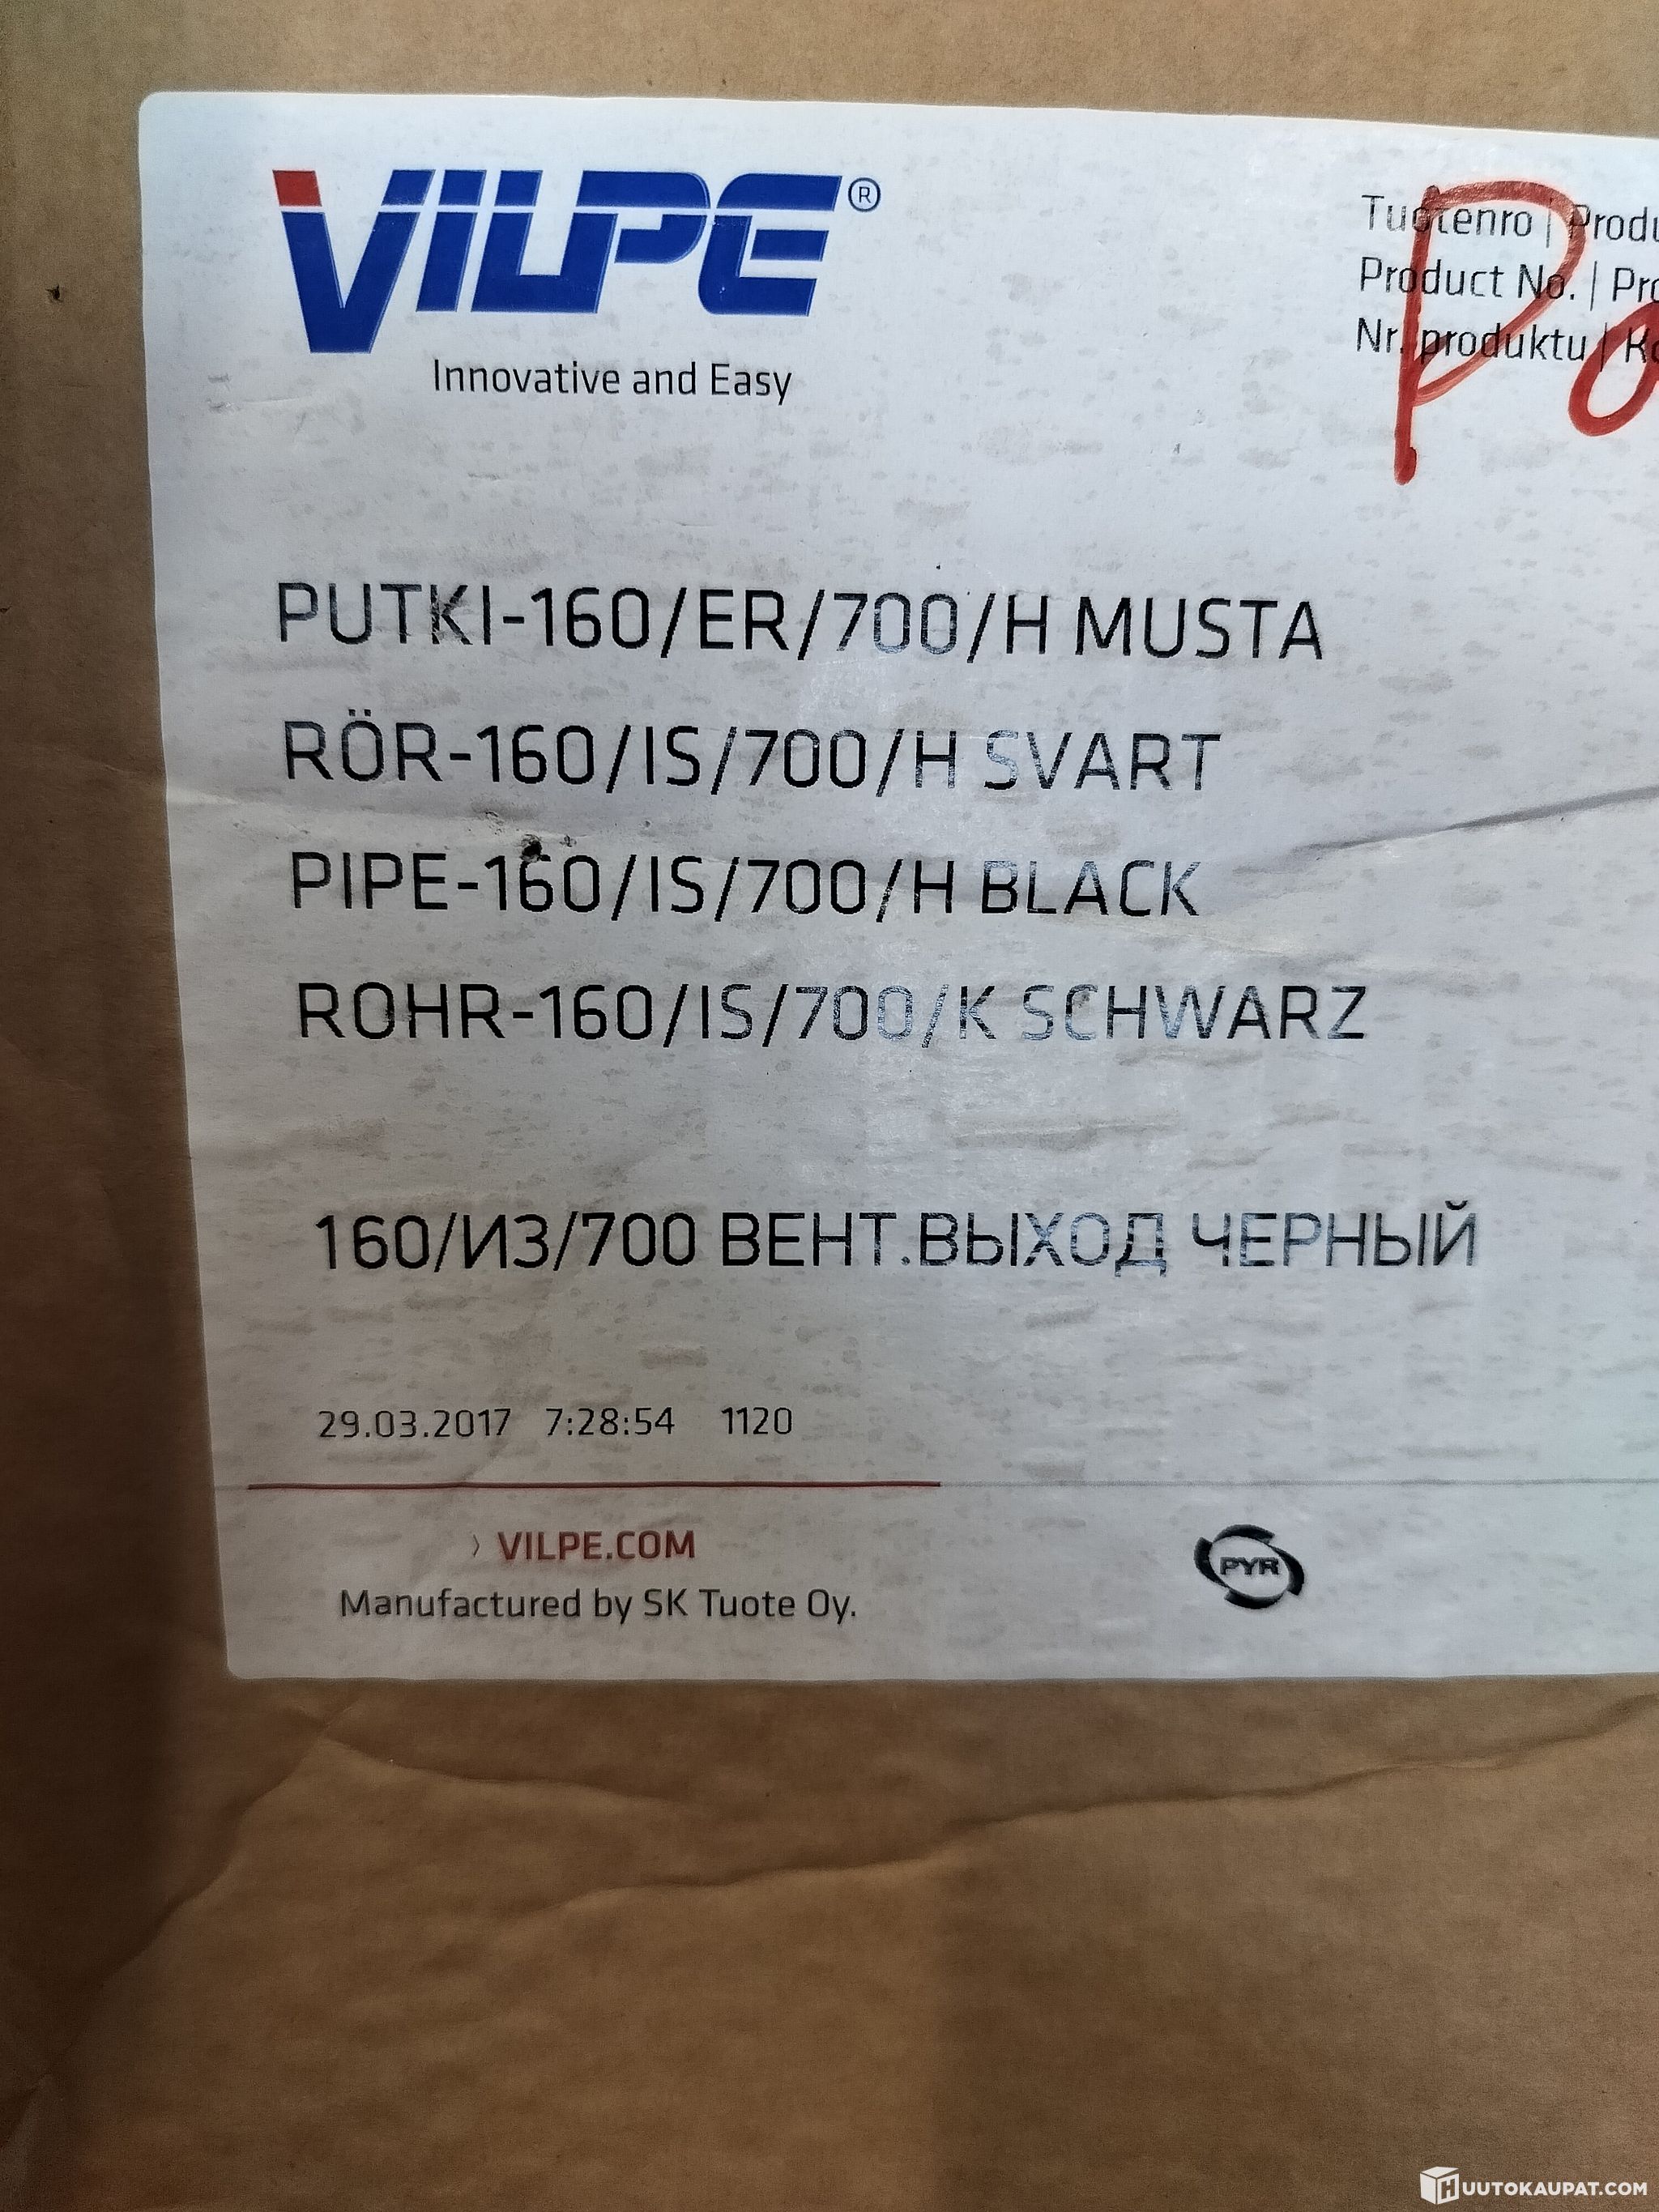 VILPE®
Innovative and Easy
Tuotenro | Produ
Product No. | Pro
Nr. produktu | Ko
Po
PUTKI-160/ER/700/H MUSTA
RÖR-160/IS/700/H SVART
PIPE-160/IS/700/H BLACK
ROHR-160/IS/700/K SCHWARZ
160/ИЗ/700 ВЕНТ.ВЫХОД ЧЕРНЫЙ
29.03.2017 7:28:54 1120
› VILPE.COM
Manufactured by SK Tuote Oy.
PYR
HUUTOKAUPAT.COM